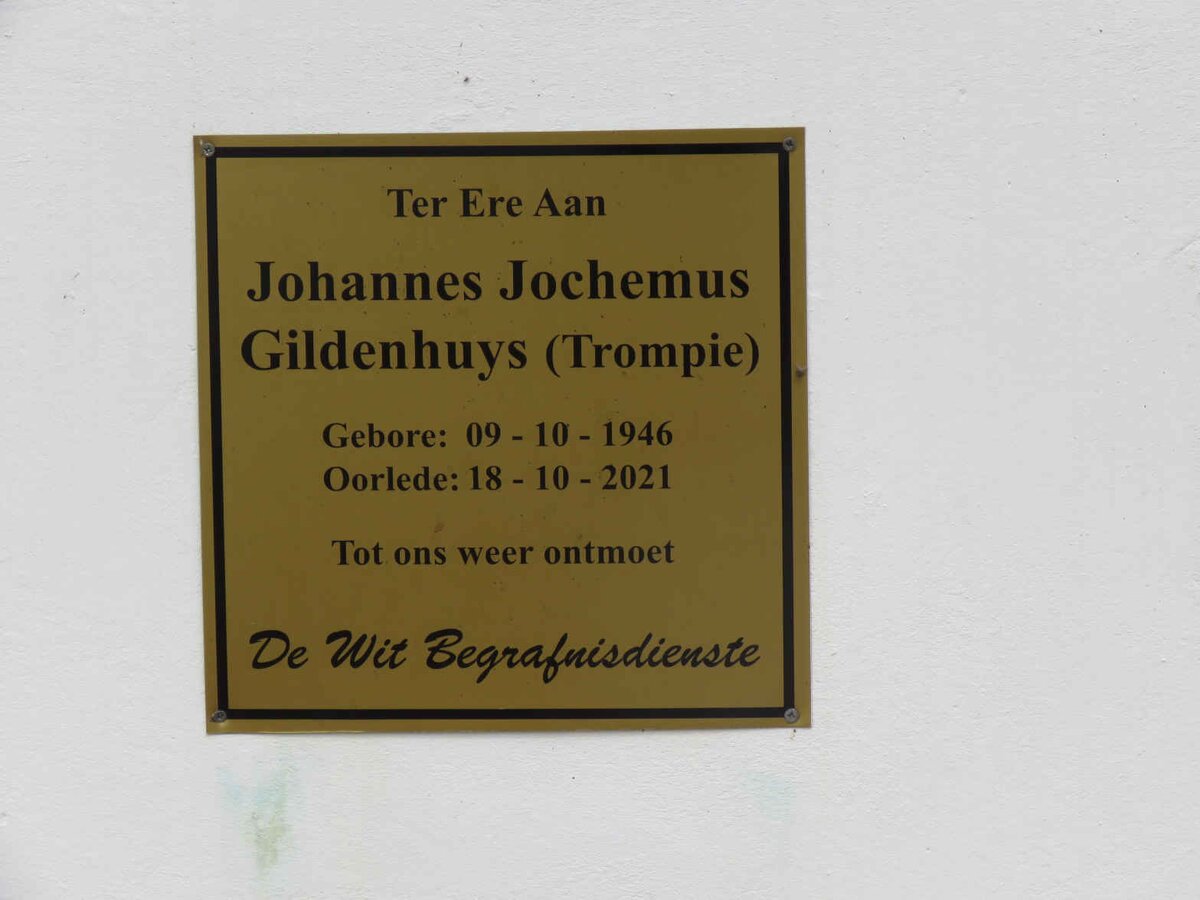 Ter Ere Aan
Johannes Jochemus
Gildenhuys (Trompie)
Gebore: 09 - 10 - 1946
Oorlede: 18 - 10 - 2021
Tot ons weer ontmoet
De Wit Begrafnisdienste